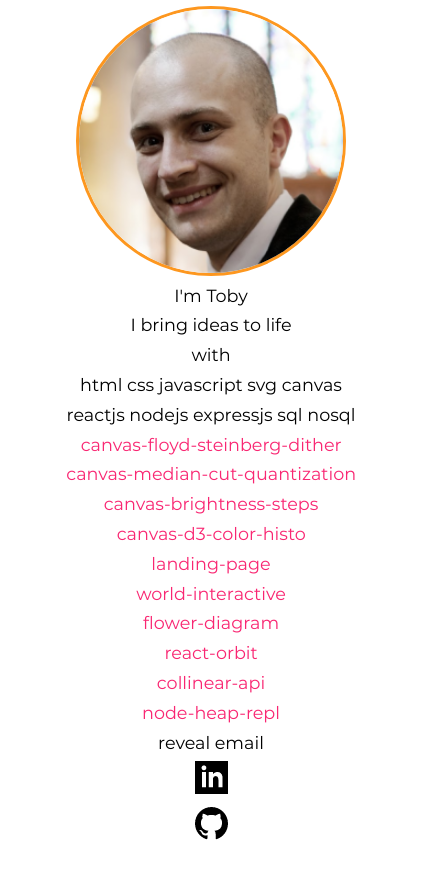 I'm Toby
I bring ideas to life
with
html css javascript svg canvas
reactjs nodejs expressjs sql nosql
canvas-floyd-steinberg-dither
canvas-median-cut-quantization
canvas-brightness-steps
canvas-d3-color-histo
landing-page
world-interactive
flower-diagram
react-orbit
collinear-api
node-heap-repl
reveal email
in